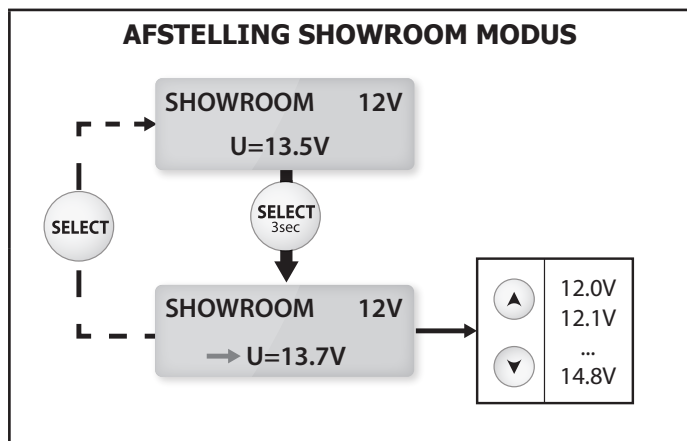 AFSTELLING SHOWROOM MODUS
SHOWROOM 12V
U=13.5V
SELECT
SELECT
3sec
SHOWROOM 12V
U=13.7V
12.0V
12.1V
...
14.8V